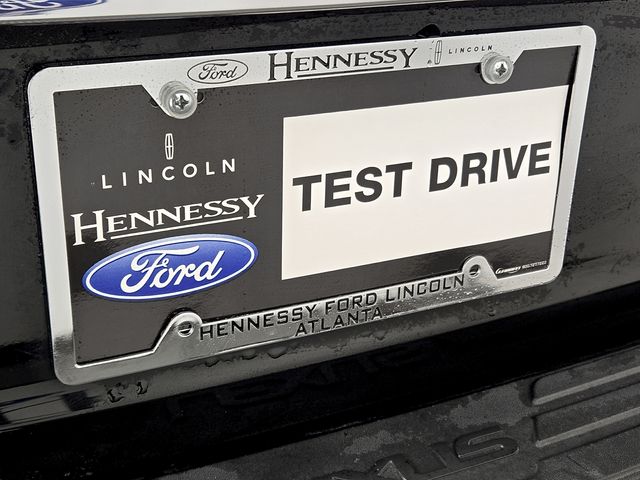 Ford HENNESSY LINCOLN
LINCOLN
HENNESSY
Ford
TEST DRIVE
HENNESSY FORD LINCOLN
ATLANTA